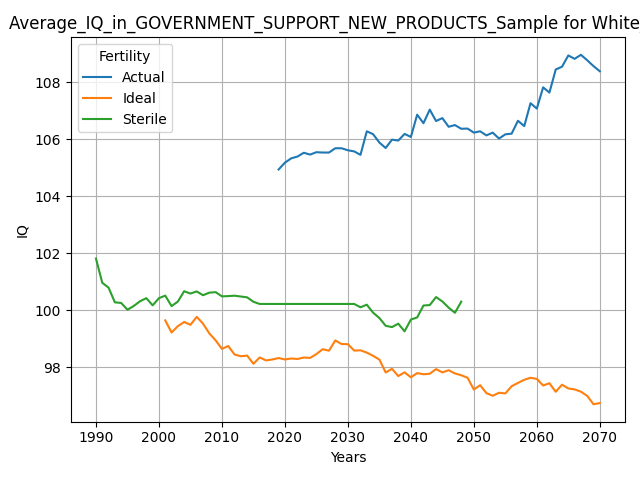 Average_IQ_in_GOVERNMENT_SUPPORT_NEW_PRODUCTS_Sample for White
Fertility
Actual
Ideal
Sterile
108
106
104
102
100
98
IQ
1990 2000 2010 2020 2030 2040 2050 2060 2070
Years